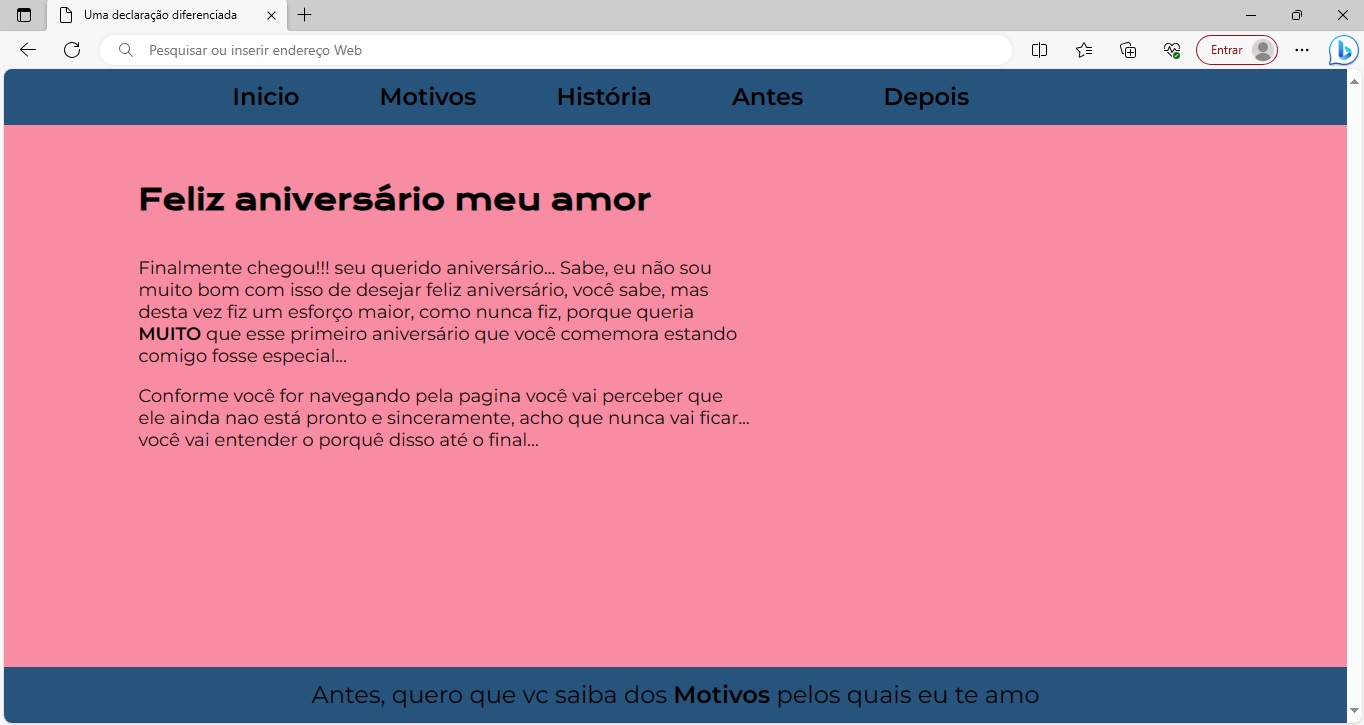 Uma declaração diferenciada
Pesquisar ou inserir endereço Web
Entrar
Inicio Motivos História Antes Depois
Feliz aniversário meu amor
Finalmente chegou!!! seu querido aniversário... Sabe, eu não sou
muito bom com isso de desejar feliz aniversário, você sabe, mas
desta vez fiz um esforço maior, como nunca fiz, porque queria
MUITO que esse primeiro aniversário que você comemora estando
comigo fosse especial...
Conforme você for navegando pela pagina você vai perceber que
ele ainda nao está pronto e sinceramente, acho que nunca vai ficar...
você vai entender o porquê disso até o final...
Antes, quero que vc saiba dos Motivos pelos quais eu te amo